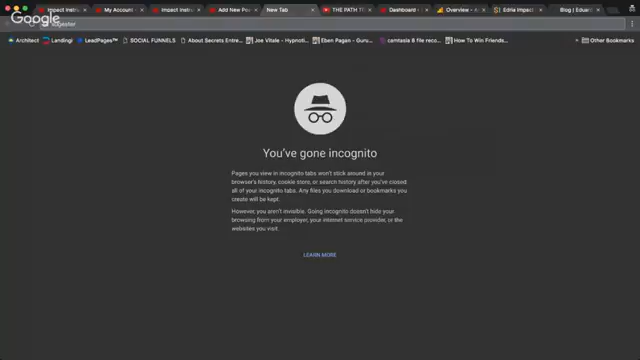 Impact Instru My Account - Impact Instru Add New Pa New Tab THE PATH T Dashboard - Overview - A Edria Impact Blog | Eduar
Google
Architect Landingi LeadPages™ SOCIAL FUNNELS About Secrets Entre... Joe Vitale - Hypnoti... Eben Pagan - Guru... camtasia 8 file reco... How To Win Friends... » Other Bookmarks
You've gone incognito
Pages you view in incognito tabs won't stick around in your
browser's history, cookie store, or search history after you've closed
all of your incognito tabs. Any files you download or bookmarks you
create will be kept.
However, you aren't invisible. Going incognito doesn't hide your
browsing from your employer, your internet service provider, or the
websites you visit.
LEARN MORE